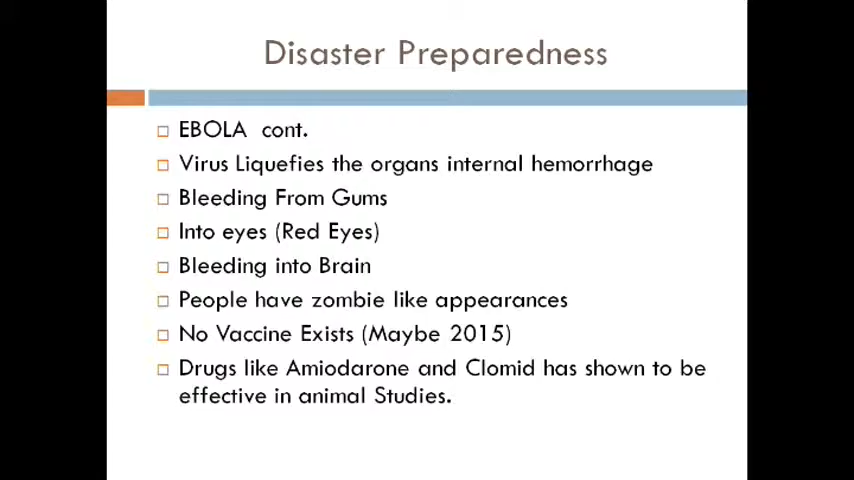 Disaster Preparedness
EBOLA cont.
Virus Liquefies the organs internal hemorrhage
Bleeding From Gums
Into eyes (Red Eyes)
Bleeding into Brain
People have zombie like appearances
No Vaccine Exists (Maybe 2015)
Drugs like Amiodarone and Clomid has shown to be
effective in animal Studies.